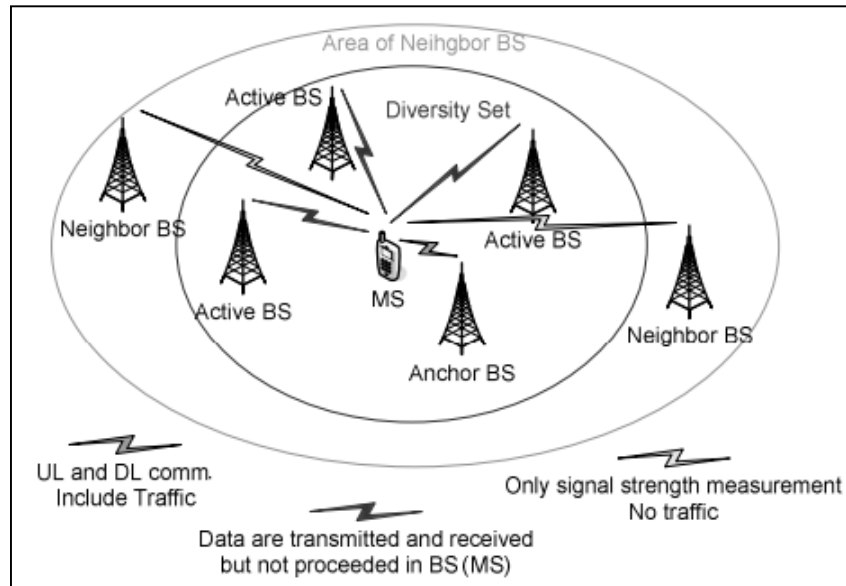 Area of Neihgbor BS
Active BS
Diversity Set
Neighbor BS
Active BS
Active BS
MS
Neighbor BS
Anchor BS
UL and DL comm.
Include Traffic
Only signal strength measurement
No traffic
Data are transmitted and received
but not proceeded in BS (MS)